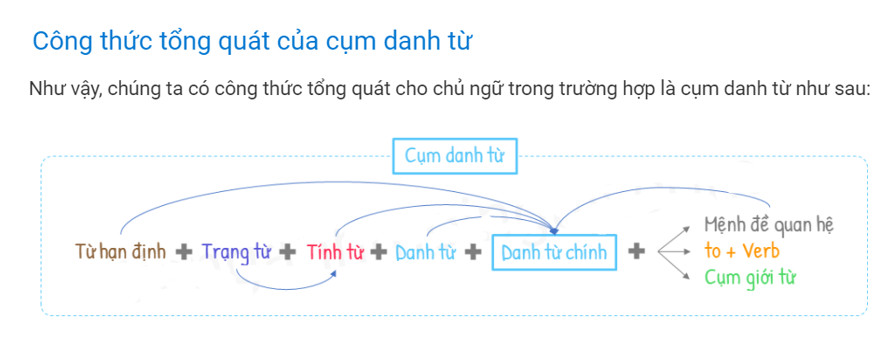 Công thức tổng quát của cụm danh từ
Như vậy, chúng ta có công thức tổng quát cho chủ ngữ trong trường hợp là cụm danh từ như sau:
Cụm danh từ
Từ hạn định + Trạng từ + Tính từ + Danh từ + Danh từ chính +
Mệnh đề quan hệ
to + Verb
Cụm giới từ